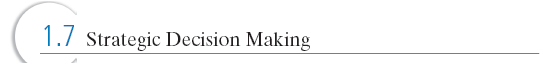 1.7 Strategic Decision Making